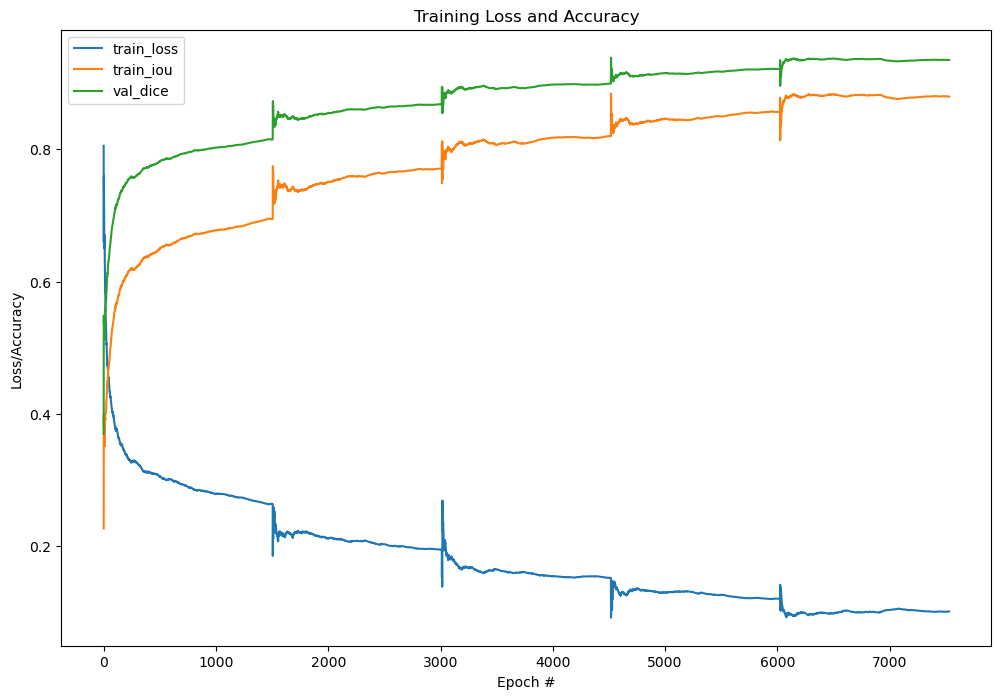 Training Loss and Accuracy
train_loss
train_iou
val_dice
Loss/Accuracy
0.8
0.6
0.4
0.2
0 1000 2000 3000 4000 5000 6000 7000
Epoch #